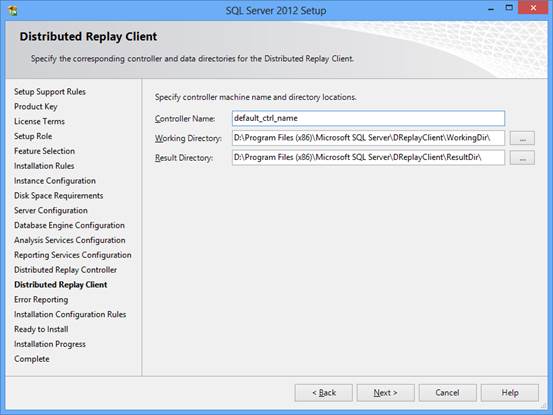 SQL Server 2012 Setup
Distributed Replay Client
Specify the corresponding controller and data directories for the Distributed Replay Client.
Setup Support Rules
Product Key
License Terms
Setup Role
Feature Selection
Installation Rules
Instance Configuration
Disk Space Requirements
Server Configuration
Database Engine Configuration
Analysis Services Configuration
Reporting Services Configuration
Distributed Replay Controller
Distributed Replay Client
Error Reporting
Installation Configuration Rules
Ready to Install
Installation Progress
Complete
Specify controller machine name and directory locations.
Controller Name: default_ctrl_name
Working Directory: D:\Program Files (x86)\Microsoft SQL Server\DReplayClient\WorkingDir\ ...
Result Directory: D:\Program Files (x86)\Microsoft SQL Server\DReplayClient\ResultDir\ ...
< Back Next > Cancel Help